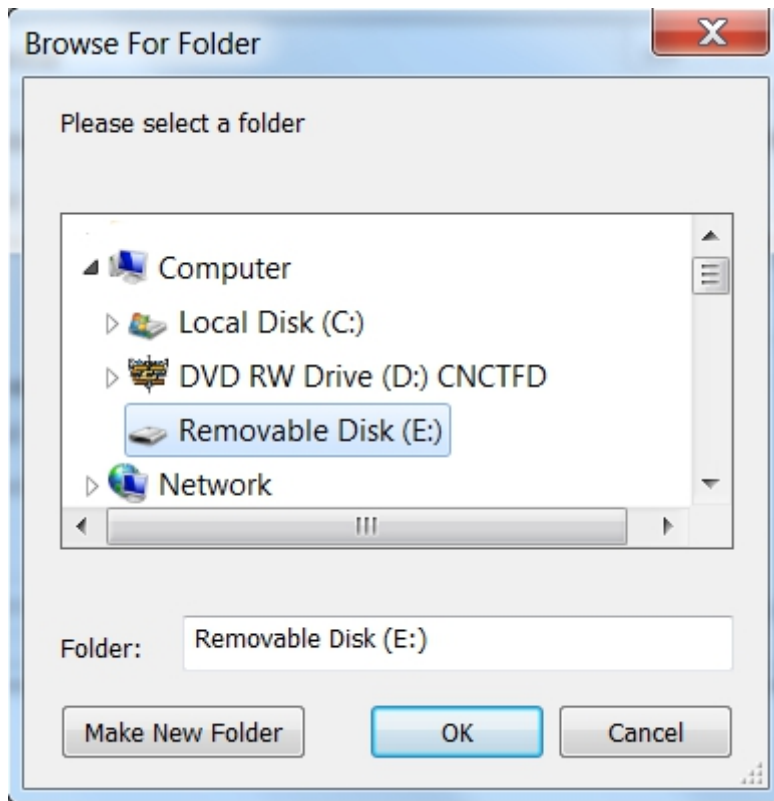 Browse For Folder
Please select a folder
Computer
Local Disk (C:)
DVD RW Drive (D:) CNCTFD
Removable Disk (E:)
Network
Folder: Removable Disk (E:)
Make New Folder OK Cancel